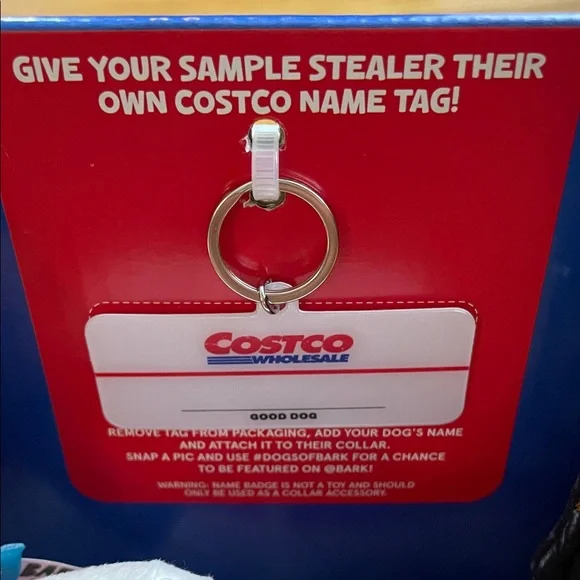 GIVE YOUR SAMPLE STEALER THEIR
OWN COSTCO NAME TAG!
COSTCO
WHOLESALE
GOOD DOG
REMOVE TAG FROM PACKAGING, ADD YOUR DOG'S NAME
AND ATTACH IT TO THEIR COLLAR.
SNAP A PIC AND USE #DOGSOFBARK FOR A CHANCE
TO BE FEATURED ON @BARK!
WARNING: NAME BADGE IS NOT A TOY AND SHOULD
ONLY BE USED AS A COLLAR ACCESSORY.